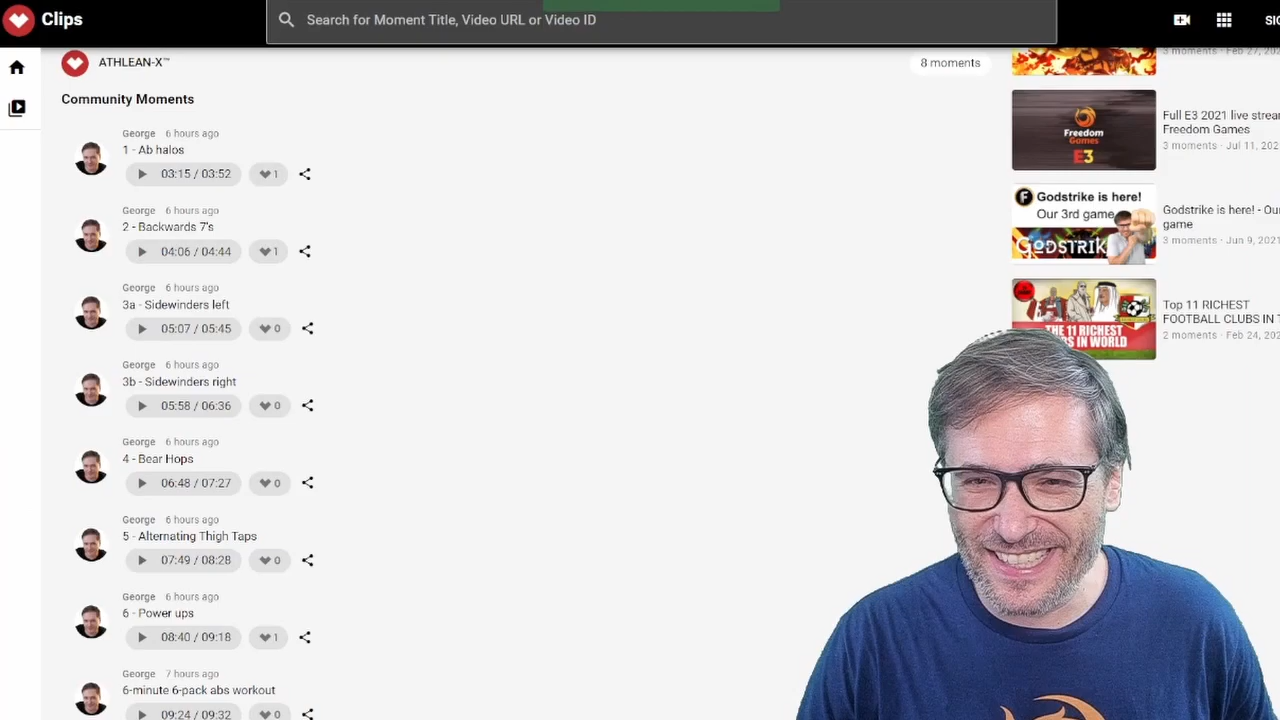 Clips
Search for Moment Title, Video URL or Video ID
ATHLEAN-X™
8 moments
Community Moments
George 6 hours ago
1 - Ab halos
03:15 / 03:52
1
George 6 hours ago
2 - Backwards 7's
04:06 / 04:44
1
George 6 hours ago
3a - Sidewinders left
05:07 / 05:45
0
George 6 hours ago
3b - Sidewinders right
05:58 / 06:36
0
George 6 hours ago
4 - Bear Hops
06:48 / 07:27
0
George 6 hours ago
5 - Alternating Thigh Taps
07:49 / 08:28
0
George 6 hours ago
6 - Power ups
08:40 / 09:18
1
George 7 hours ago
6-minute 6-pack abs workout
09:24 / 09:32
0
3 moments · Feb 27,
Freedom
Games
E3
Full E3 2021 live
Freedom Games
3 moments · Jul 11,
F Godstrike is here!
Our 3rd game
Godstrike is here! -
game
3 moments · Jun 9, 2021
THE 11 RICHEST
IN WORLD
Top 11 RICHEST
FOOTBALL CLUBS IN
2 moments · Feb 24,